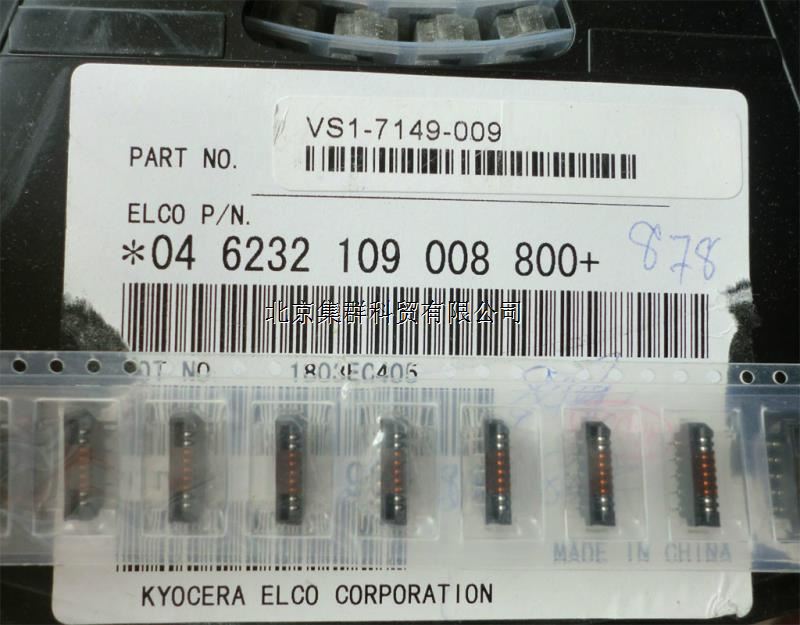 VS1-7149-009
PART NO.
ELCO P/N.
*04 6232 109 008 800+
878
北京集群科贸有限公司
LOT NO 1803EC405
MADE IN CHINA
KYOCERA ELCO CORPORATION